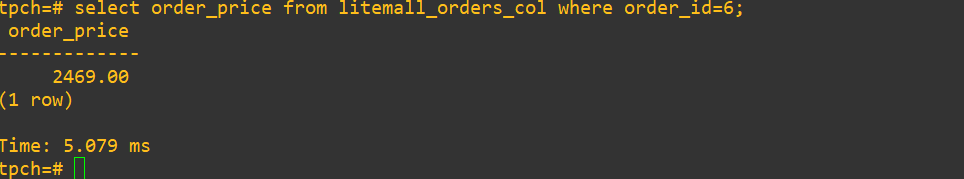 tpch=# select order_price from litemall_orders_col where order_id=6;
 order_price
-------------
     2469.00
(1 row)

Time: 5.079 ms
tpch=#